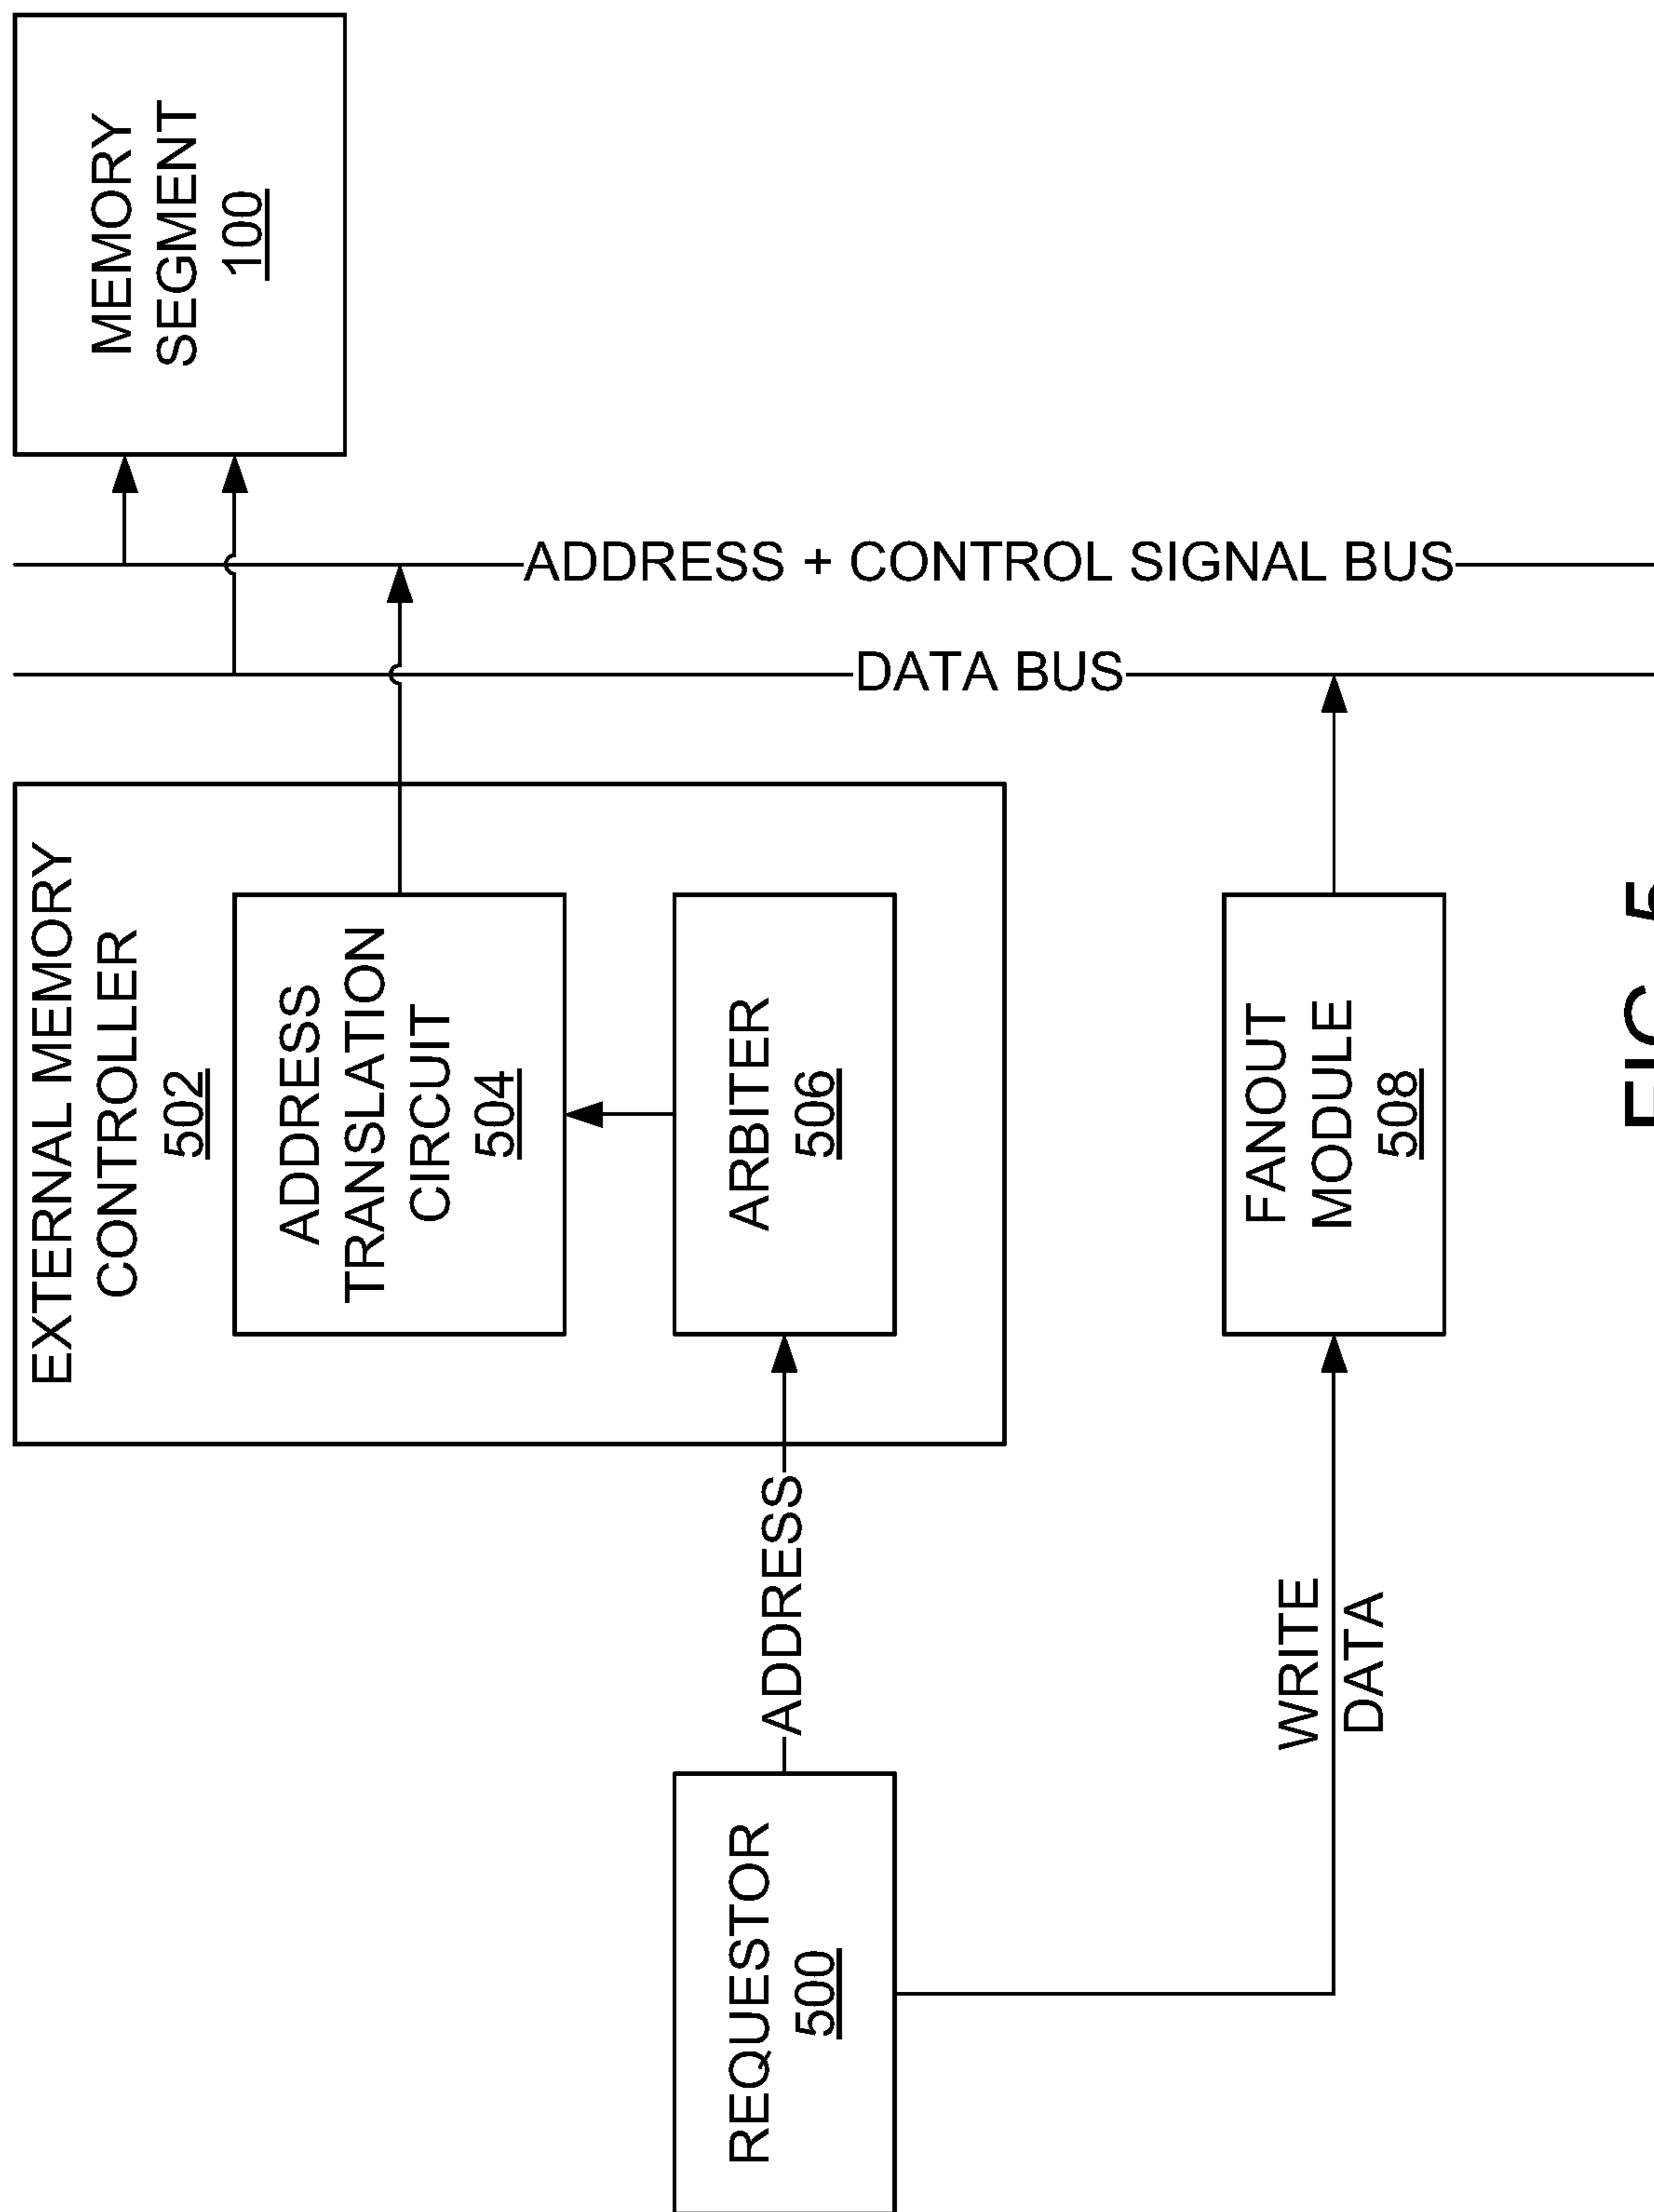 EXTERNAL MEMORY
CONTROLLER
502
ADDRESS
TRANSLATION
CIRCUIT
504
ARBITER
506
MEMORY
SEGMENT
100
ADDRESS + CONTROL SIGNAL BUS
DATA BUS
REQUESTOR
500
ADDRESS
WRITE
DATA
FANOUT
MODULE
508